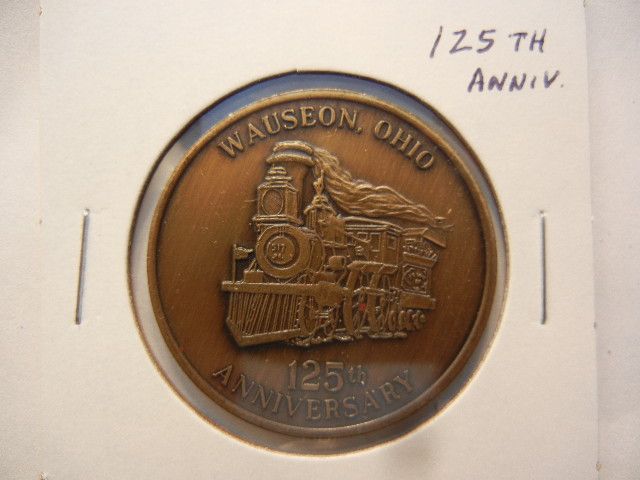 125 TH
ANNIV.
WAUSEON, OHIO
125th
ANNIVERSARY